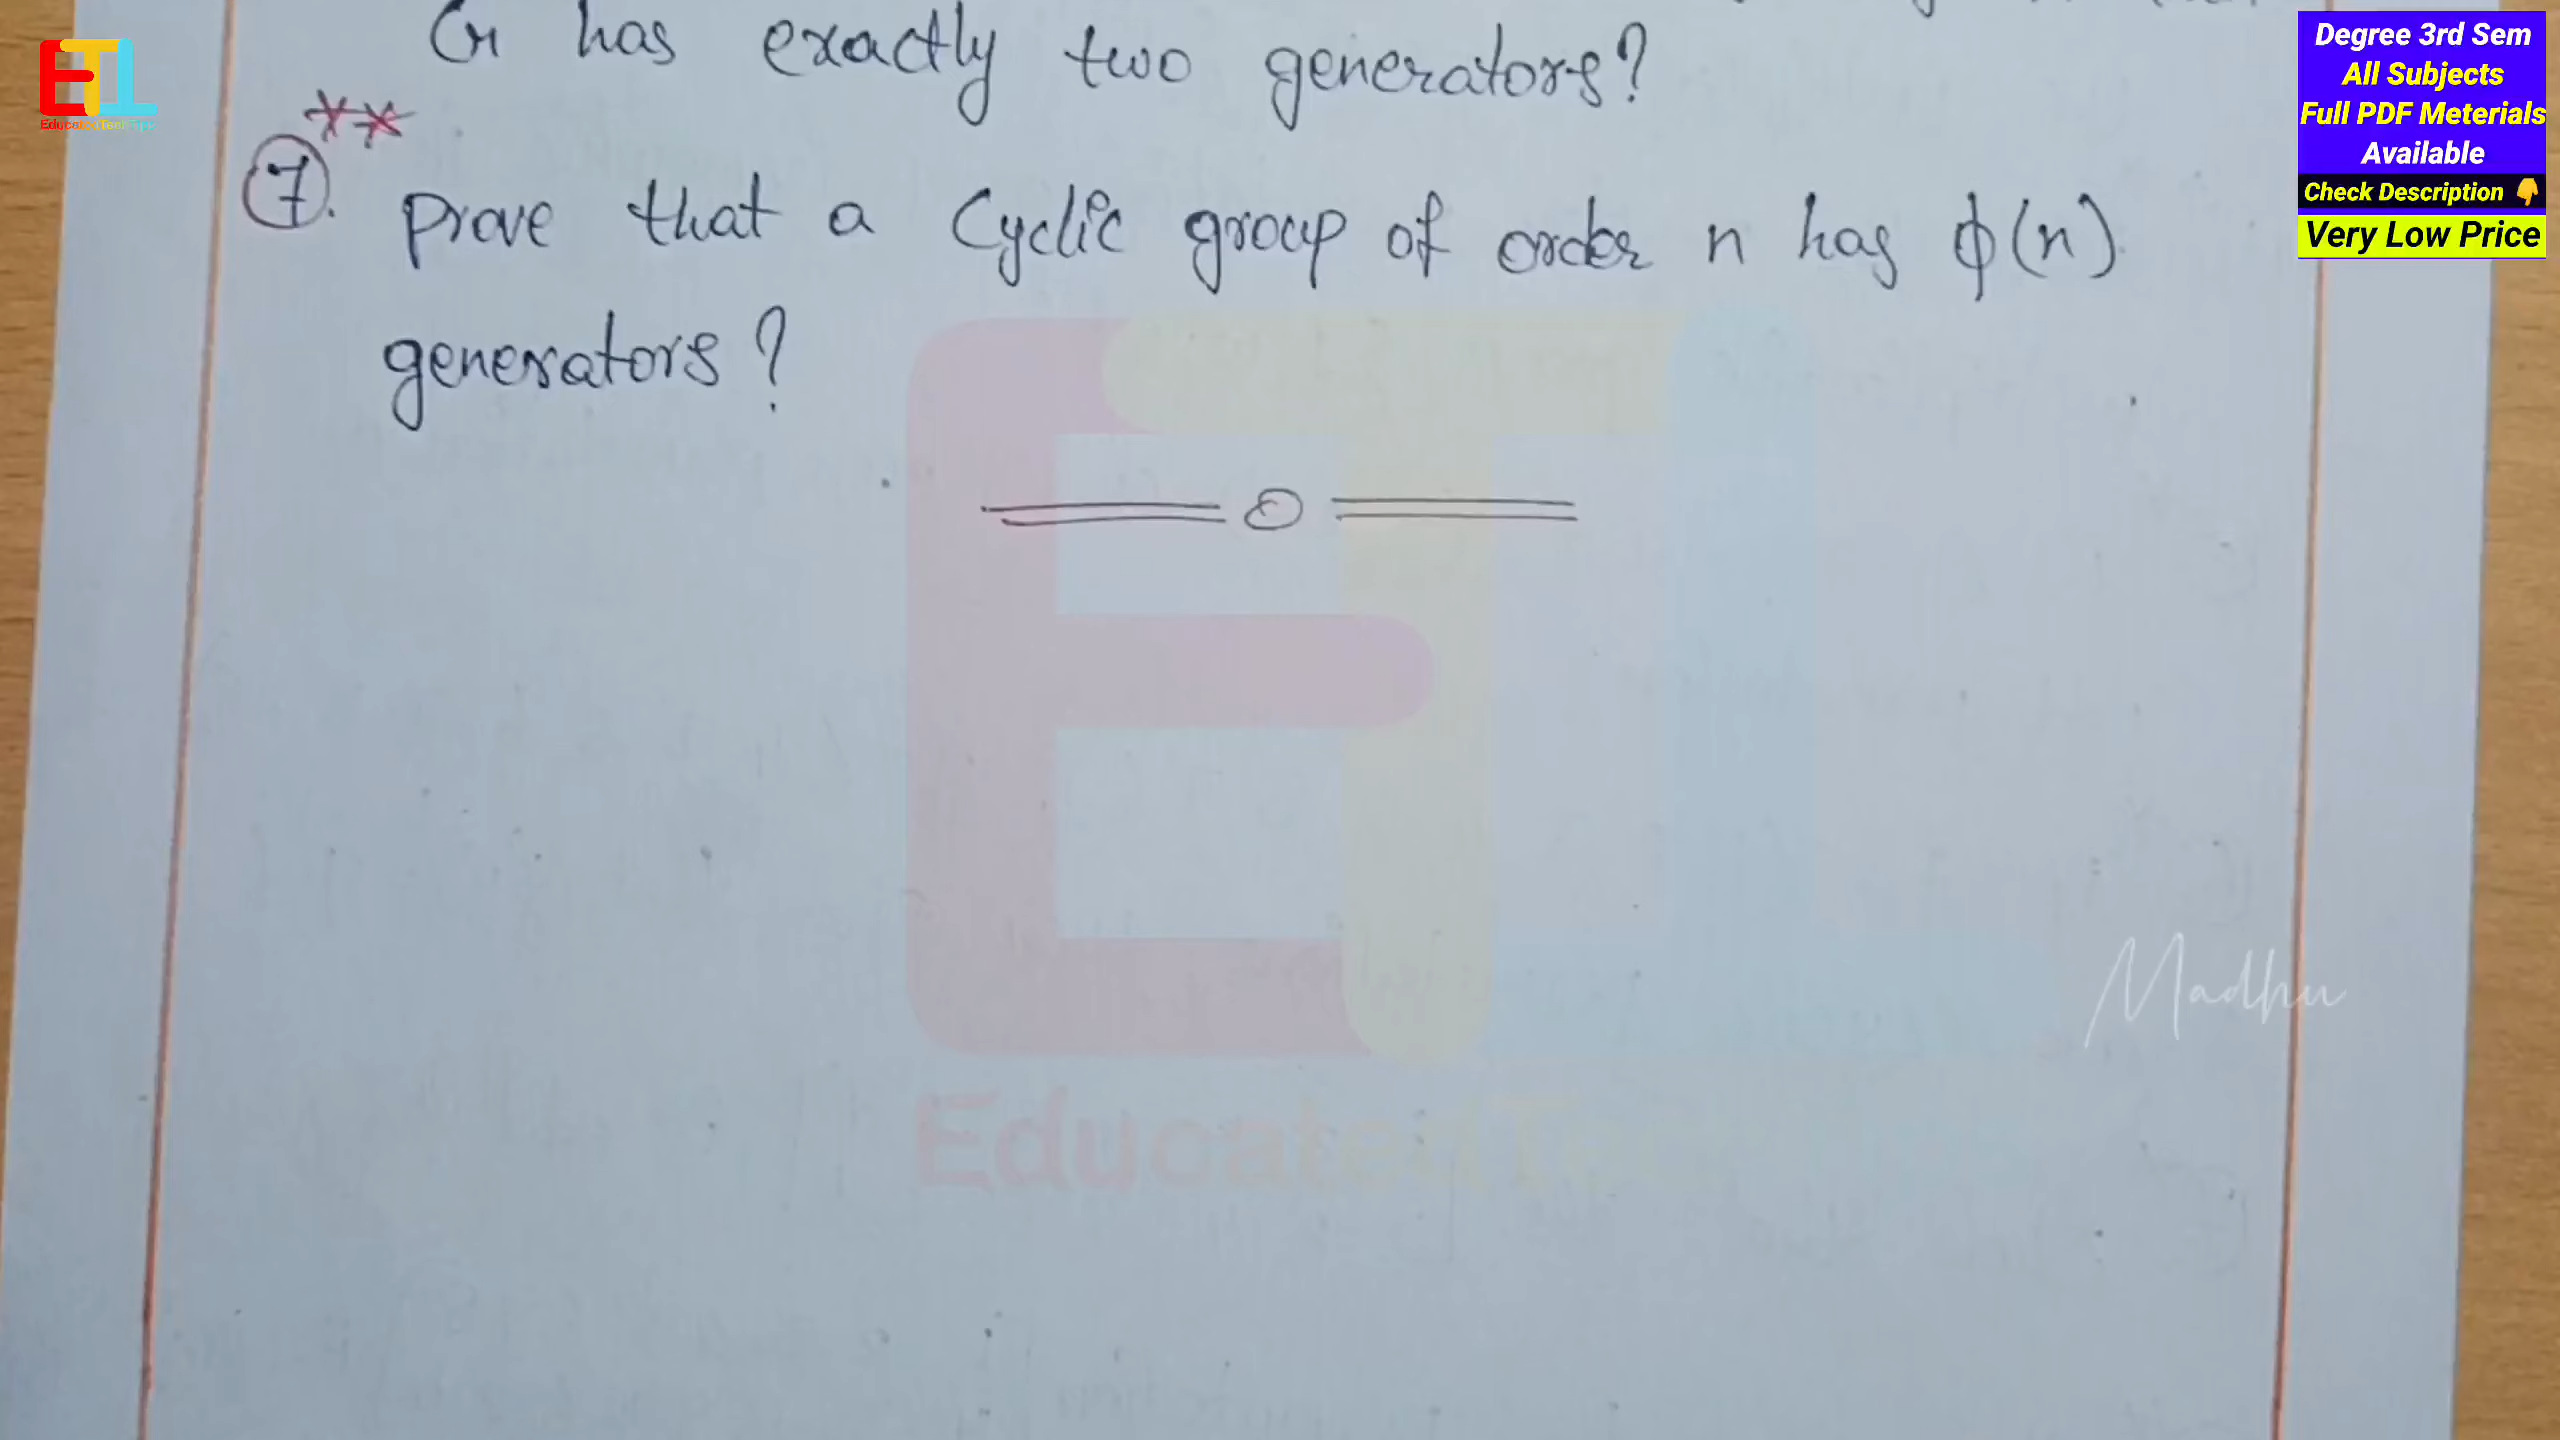 G has exactly two generators?
**
7. Prove that a Cyclic group of order n has ϕ(n)
generators?
Madhu
ETT
Degree 3rd Sem
All Subjects
Full PDF Meterials
Available
Check Description 👇
Very Low Price